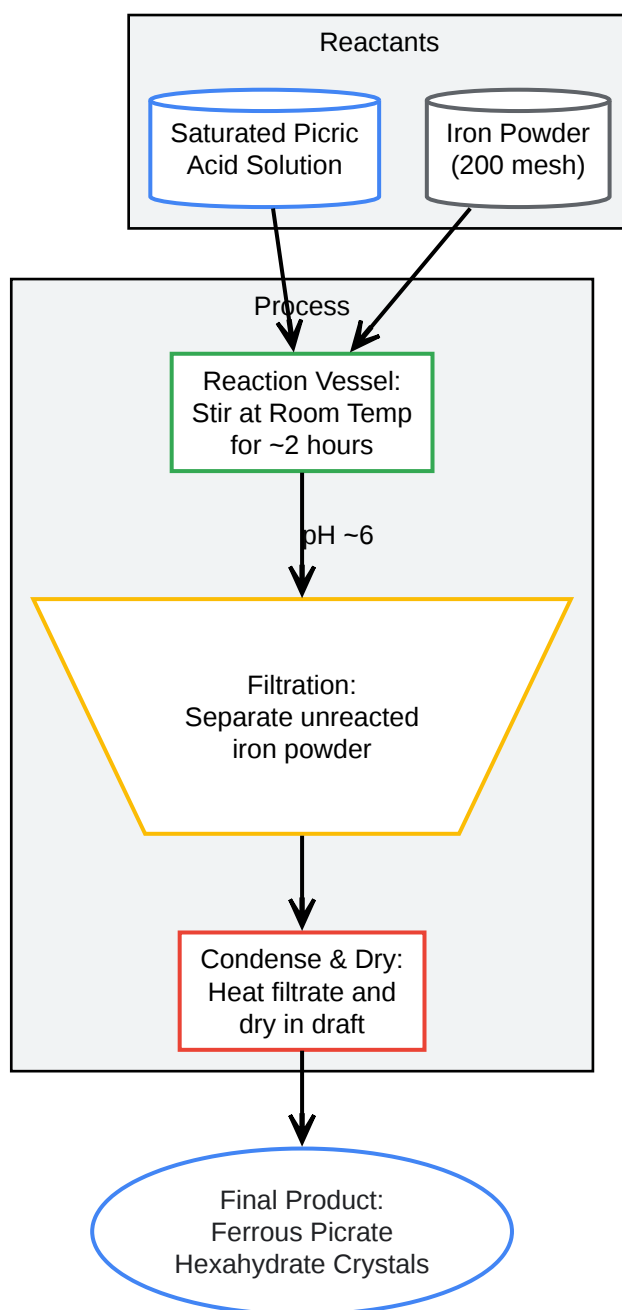 Reactants
Saturated Picric
Acid Solution
Iron Powder
(200 mesh)
Process
Reaction Vessel:
Stir at Room Temp
for ~2 hours
pH ~6
Filtration:
Separate unreacted
iron powder
Condense & Dry:
Heat filtrate and
dry in draft
Final Product:
Ferrous Picrate
Hexahydrate Crystals